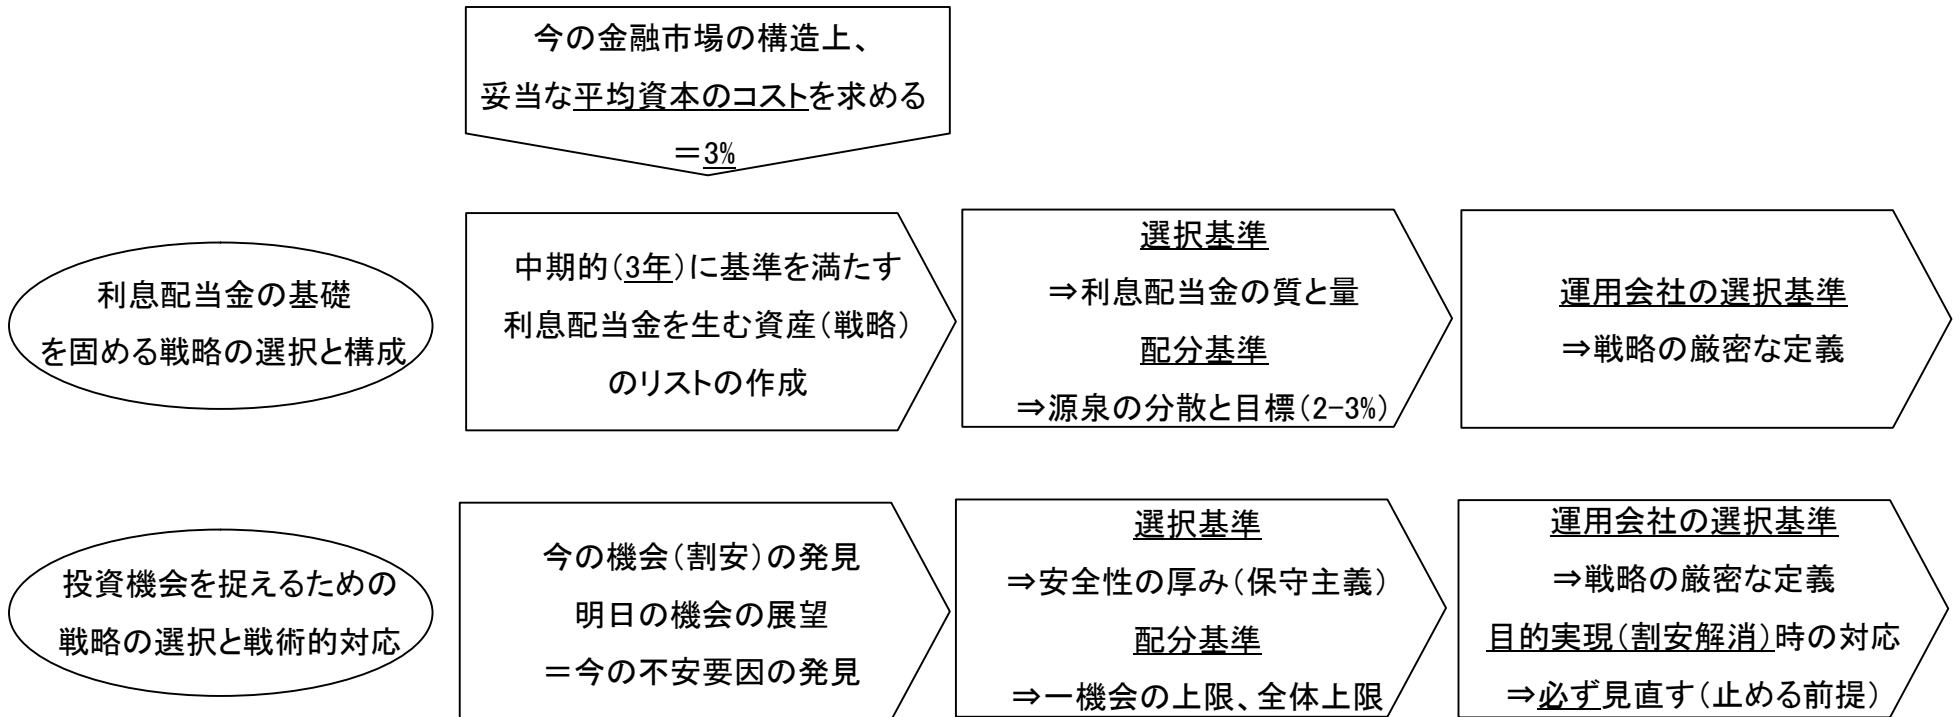 今の金融市場の構造上、
妥当な平均資本のコストを求める
＝3%
利息配当金の基礎
を固める戦略の選択と構成
中期的（3年）に基準を満たす
利息配当金を生む資産（戦略）
のリストの作成
選択基準
⇒利息配当金の質と量
配分基準
⇒源泉の分散と目標（2-3%）
運用会社の選択基準
⇒戦略の厳密な定義
投資機会を捉えるための
戦略の選択と戦術的対応
今の機会（割安）の発見
明日の機会の展望
＝今の不安要因の発見
選択基準
⇒安全性の厚み（保守主義）
配分基準
⇒一機会の上限、全体上限
運用会社の選択基準
⇒戦略の厳密な定義
目的実現（割安解消）時の対応
⇒必ず見直す（止める前提）